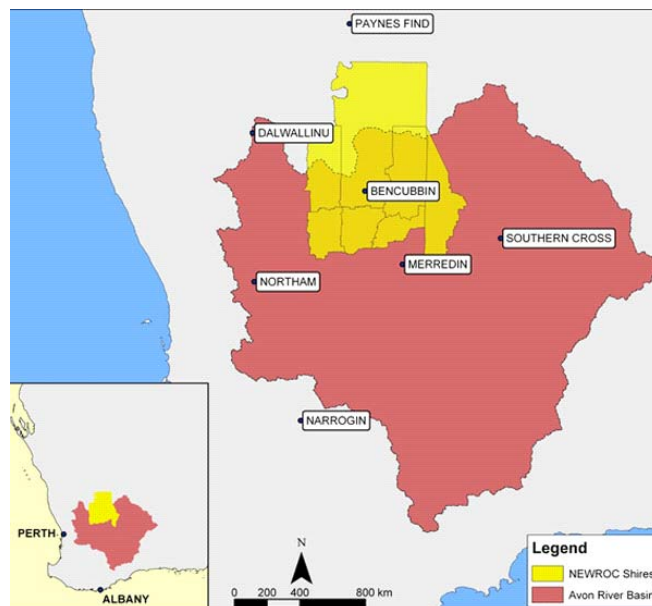 PAYNES FIND
DALWALLINU
BENCUBBIN
SOUTHERN CROSS
MERREDIN
NORTHAM
NARROGIN
PERTH
ALBANY
N
0 200 400 800 km
Legend
NEWROC Shires
Avon River Basin